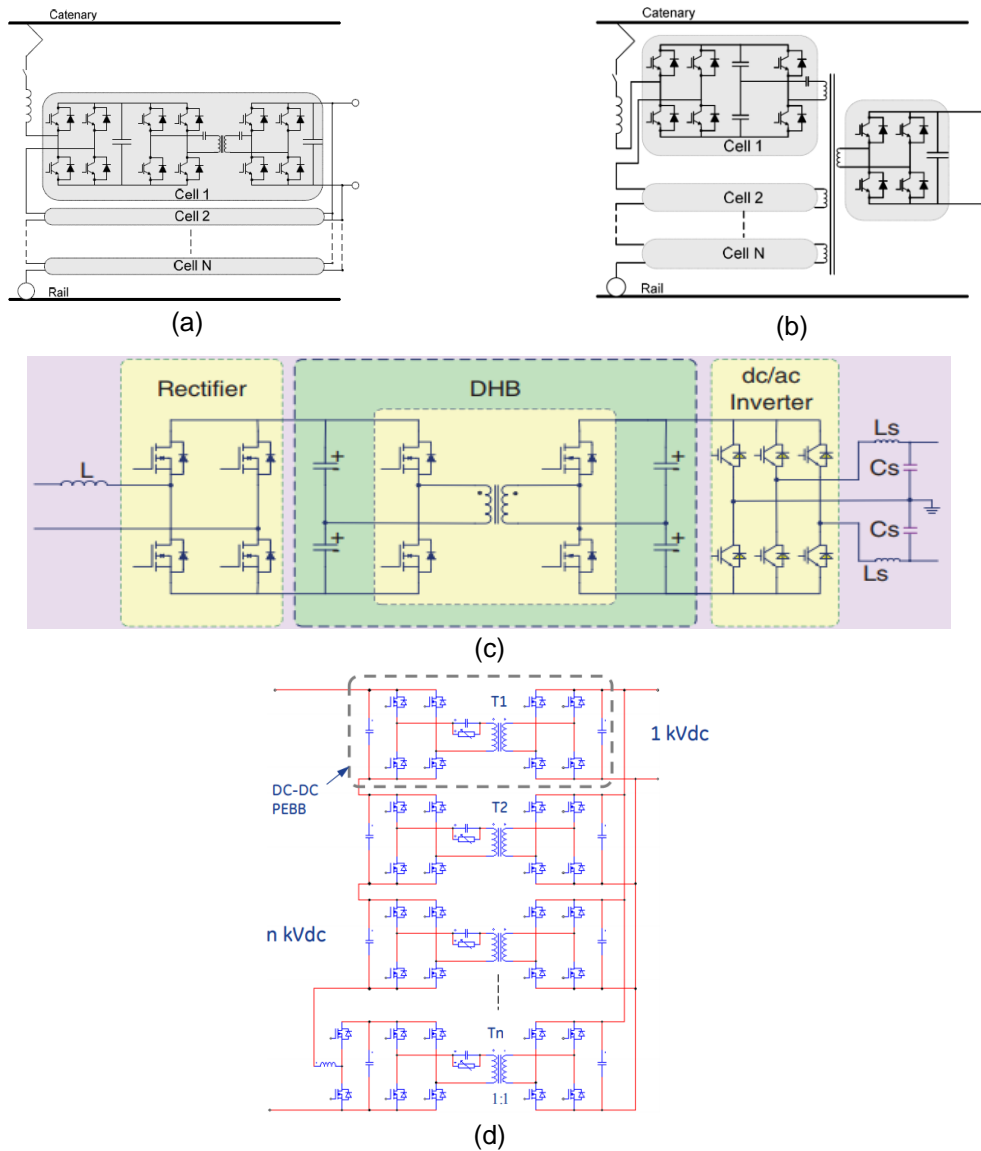 Catenary
Cell 1
Cell 2
Cell N
Rail
(a)
Catenary
Cell 1
Cell 2
Cell N
Rail
(b)
Rectifier
DHB
dc/ac
Inverter
L
+
-
+
-
+
-
+
-
Ls
Cs
Cs
Ls
(c)
T1
1 kVdc
DC-DC
PEBB
T2
n kVdc
Tn
1:1
(d)